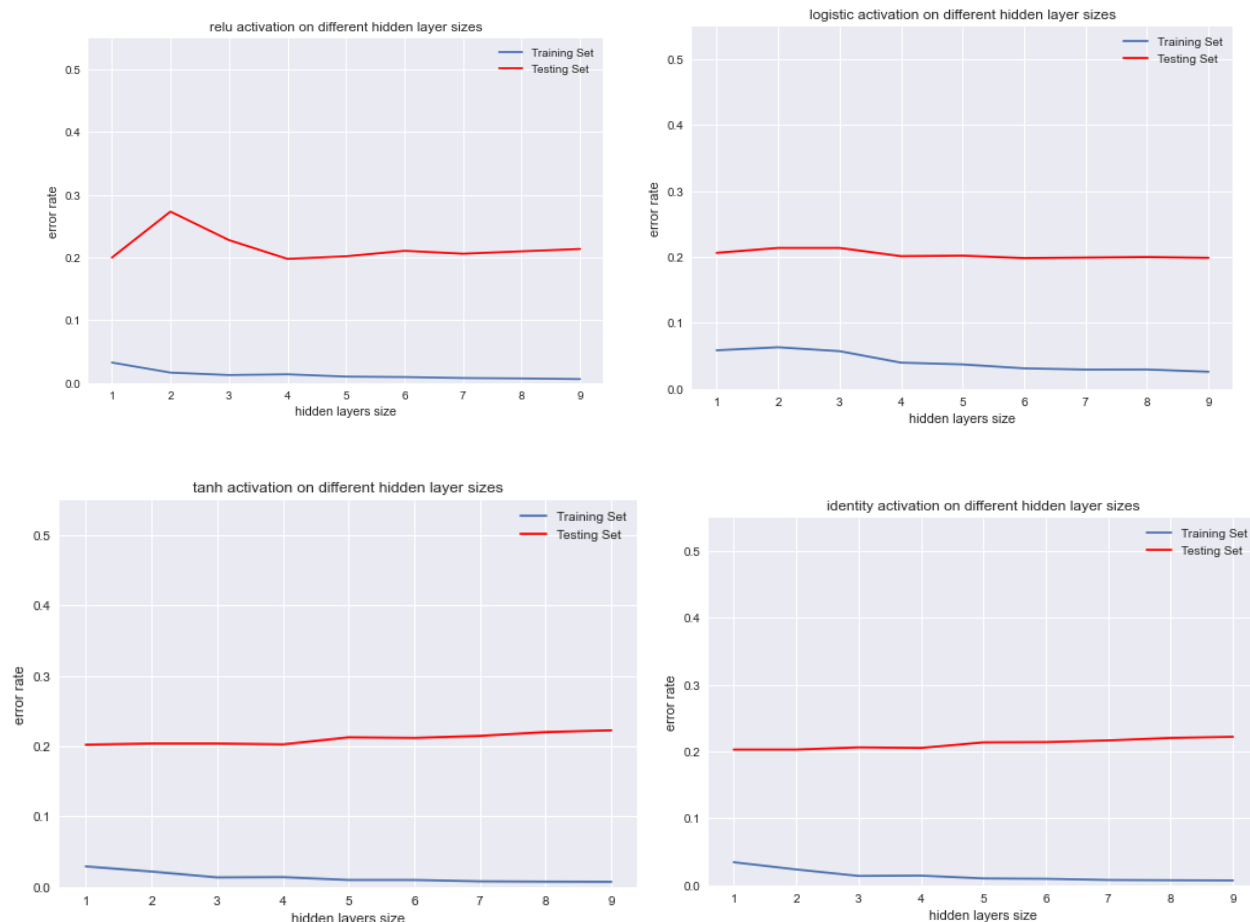 relu activation on different hidden layer sizes
Training Set
Testing Set
0.5
0.4
0.3
0.2
0.1
0.0
error rate
1 2 3 4 5 6 7 8 9
hidden layers size
logistic activation on different hidden layer sizes
Training Set
Testing Set
0.5
0.4
0.3
0.2
0.1
0.0
error rate
1 2 3 4 5 6 7 8 9
hidden layers size
tanh activation on different hidden layer sizes
Training Set
Testing Set
0.5
0.4
0.3
0.2
0.1
0.0
error rate
1 2 3 4 5 6 7 8 9
hidden layers size
identity activation on different hidden layer sizes
Training Set
Testing Set
0.5
0.4
0.3
0.2
0.1
0.0
error rate
1 2 3 4 5 6 7 8 9
hidden layers size